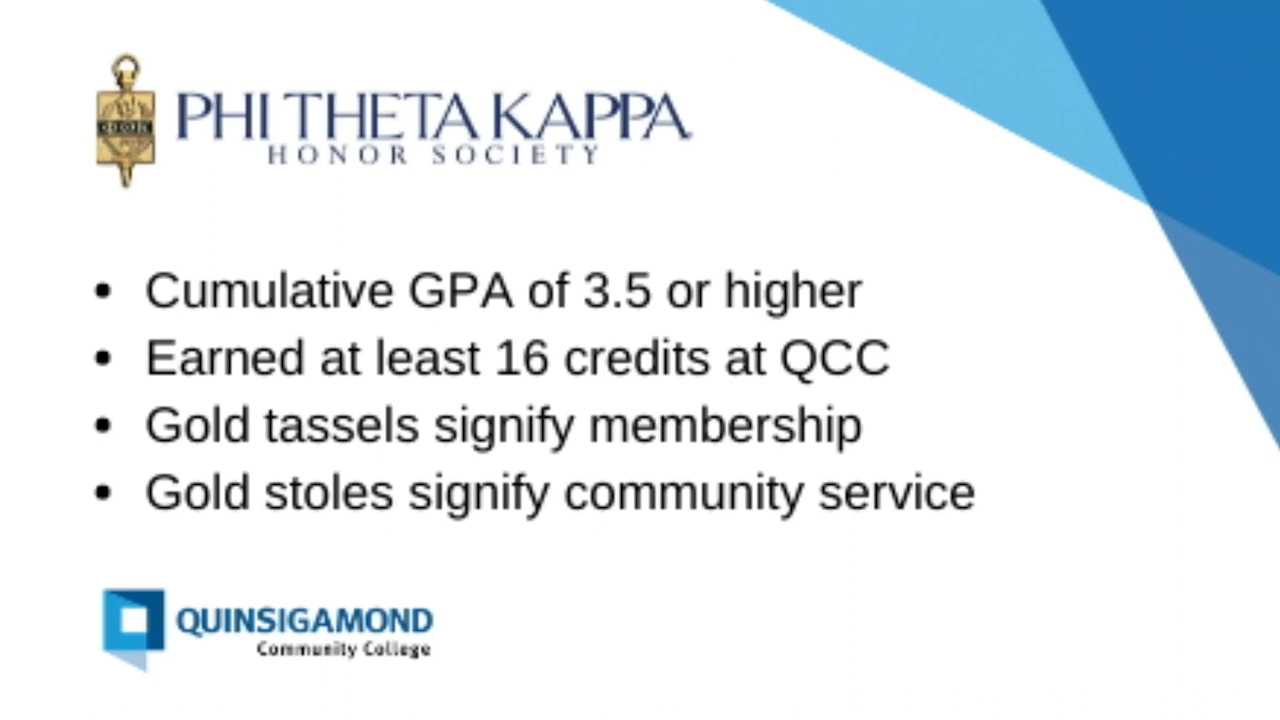 PHI THETA KAPPA
HONOR SOCIETY
• Cumulative GPA of 3.5 or higher
• Earned at least 16 credits at QCC
• Gold tassels signify membership
• Gold stoles signify community service
QUINSIGAMOND
Community College